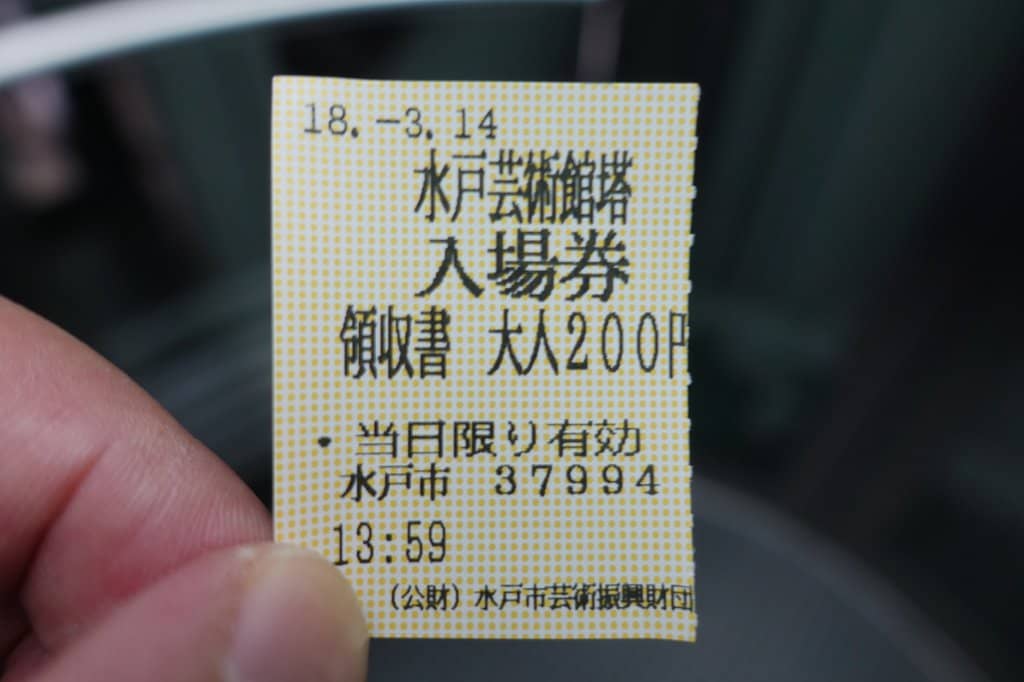 18.-3.14
水戸芸術館塔
入場券
領収書 大人200円
・当日限り有効
水戸市 37994
13:59
(公財)水戸市芸術振興財団